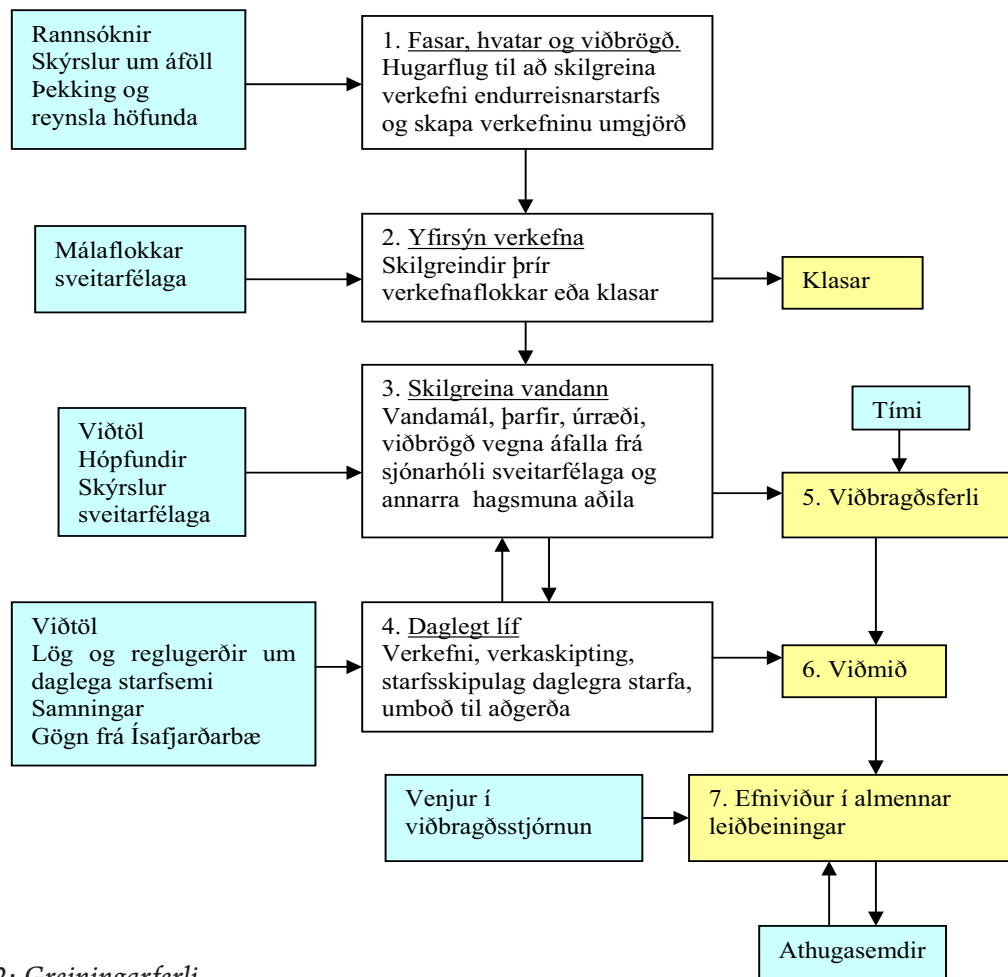 Rannsóknir
Skýrslur um áföll
Þekking og
reynsla höfunda
1. Fasar, hvatar og viðbrögð.
Hugarflug til að skilgreina
verkefni endurreisnarstarfs
og skapa verkefninu umgjörð
Málaflokkar
sveitarfélaga
2. Yfirsýn verkefna
Skilgreindir þrír
verkefnaflokkar eða klasar
Klasar
Viðtöl
Hópfundir
Skýrslur
sveitarfélaga
3. Skilgreina vandann
Vandamál, þarfir, úrræði,
viðbrögð vegna áfalla frá
sjónarhóli sveitarfélaga og
annarra hagsmuna aðila
Tími
5. Viðbragðsferli
Viðtöl
Lög og reglugerðir um
daglega starfsemi
Samningar
Gögn frá Ísafjarðarbæ
4. Daglegt líf
Verkefni, verkaskipting,
starfsskipulag daglegra starfa,
umboð til aðgerða
6. Viðmið
Venjur í
viðbragðsstjórnun
7. Efniviður í almennar
leiðbeiningar
Athugasemdir
Greiningarferli